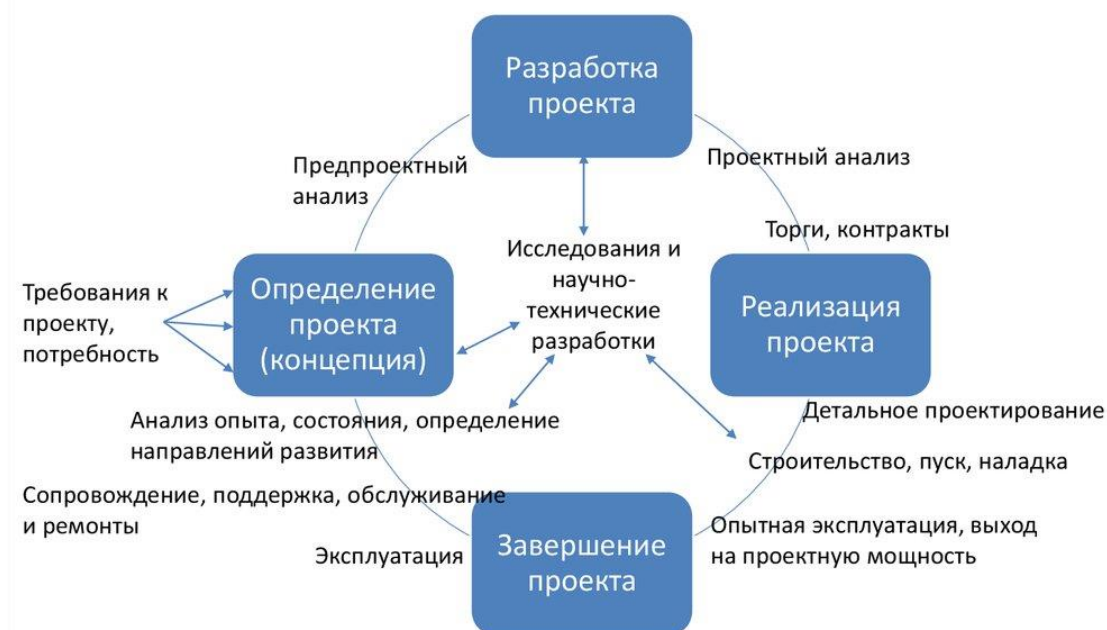 Разработка
проекта
Предпроектный
анализ
Проектный анализ
Торги, контракты
Исследования и
научно-
технические
разработки
Требования к
проекту,
потребность
Определение
проекта
(концепция)
Реализация
проекта
Анализ опыта, состояния, определение
направлений развития
Детальное проектирование
Строительство, пуск, наладка
Сопровождение, поддержка, обслуживание
и ремонты
Эксплуатация
Завершение
проекта
Опытная эксплуатация, выход
на проектную мощность